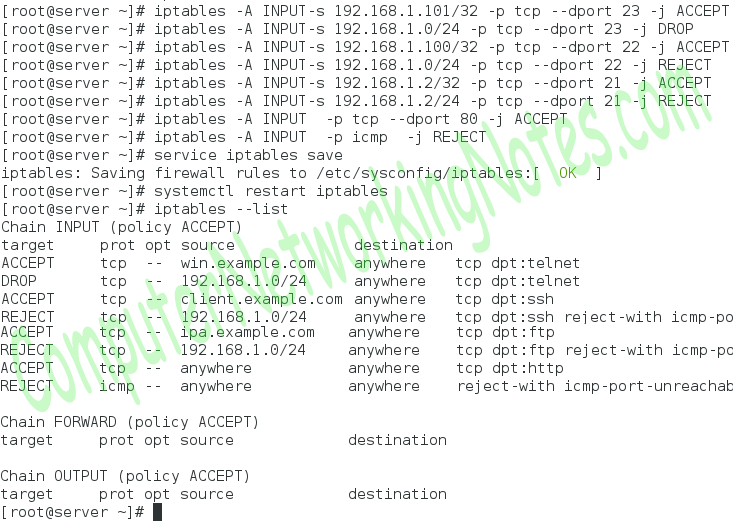 [root@server ~]# iptables -A INPUT-s 192.168.1.101/32 -p tcp --dport 23 -j ACCEPT
[root@server ~]# iptables -A INPUT-s 192.168.1.0/24 -p tcp --dport 23 -j DROP
[root@server ~]# iptables -A INPUT-s 192.168.1.100/32 -p tcp --dport 22 -j ACCEPT
[root@server ~]# iptables -A INPUT-s 192.168.1.0/24 -p tcp --dport 22 -j REJECT
[root@server ~]# iptables -A INPUT-s 192.168.1.2/32 -p tcp --dport 21 -j ACCEPT
[root@server ~]# iptables -A INPUT-s 192.168.1.2/24 -p tcp --dport 21 -j REJECT
[root@server ~]# iptables -A INPUT  -p tcp --dport 80 -j ACCEPT
[root@server ~]# iptables -A INPUT  -p icmp  -j REJECT
[root@server ~]# service iptables save
iptables: Saving firewall rules to /etc/sysconfig/iptables:[  OK  ]
[root@server ~]# systemctl restart iptables
[root@server ~]# iptables --list
Chain INPUT (policy ACCEPT)
target     prot opt source               destination
ACCEPT     tcp  --  win.example.com      anywhere    tcp dpt:telnet
DROP       tcp  --  192.168.1.0/24       anywhere    tcp dpt:telnet
ACCEPT     tcp  --  client.example.com   anywhere    tcp dpt:ssh
REJECT     tcp  --  192.168.1.0/24       anywhere    tcp dpt:ssh reject-with icmp-po
ACCEPT     tcp  --  ipa.example.com      anywhere    tcp dpt:ftp
REJECT     tcp  --  192.168.1.0/24       anywhere    tcp dpt:ftp reject-with icmp-po
ACCEPT     tcp  --  anywhere             anywhere    tcp dpt:http
REJECT     icmp --  anywhere             anywhere    reject-with icmp-port-unreachab
Chain FORWARD (policy ACCEPT)
target     prot opt source               destination
Chain OUTPUT (policy ACCEPT)
target     prot opt source               destination
[root@server ~]#
ComputerNetworkingNotes.com